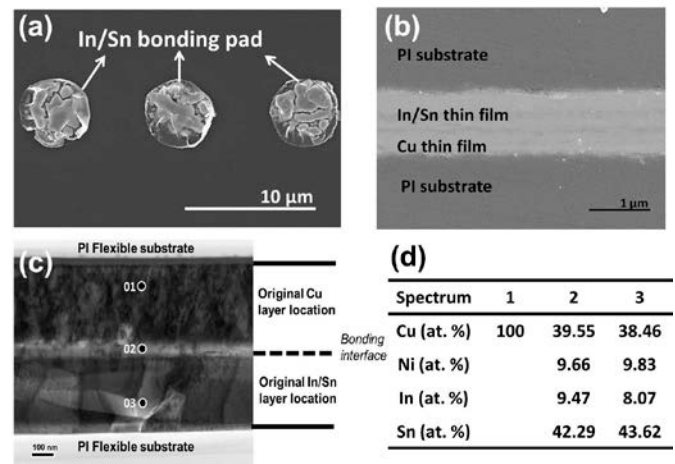 (a)
In/Sn bonding pad
10 μm
(b)
PI substrate
In/Sn thin film
Cu thin film
PI substrate
1 μm
(c)
PI Flexible substrate
01
02
03
100 nm
PI Flexible substrate
Original Cu
layer location
Bonding
interface
Original In/Sn
layer location
(d)
Spectrum 1 2 3
Cu (at. %) 100 39.55 38.46
Ni (at. %) 9.66 9.83
In (at. %) 9.47 8.07
Sn (at. %) 42.29 43.62